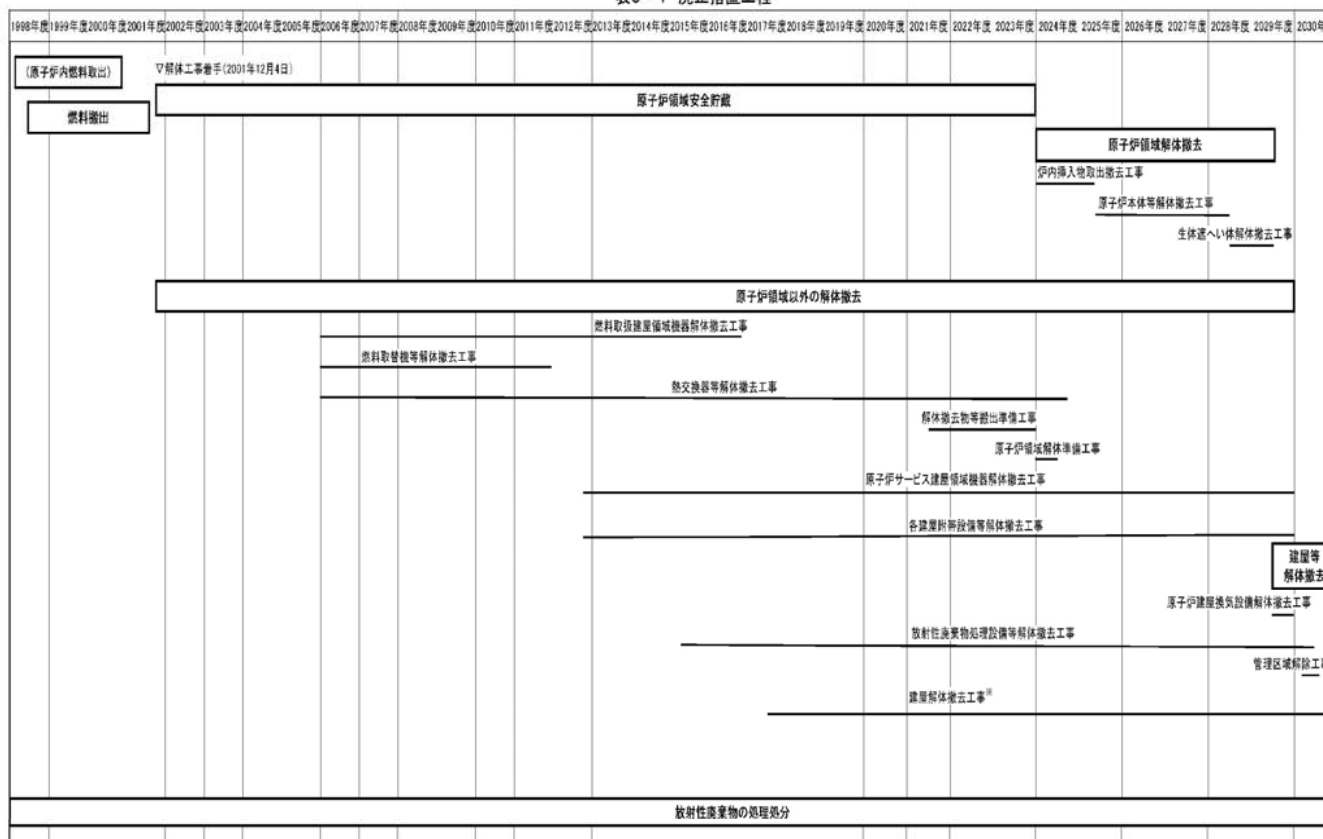 廃止措置工程
1998年度 1999年度 2000年度 2001年度 2002年度 2003年度 2004年度 2005年度 2006年度 2007年度 2008年度 2009年度 2010年度 2011年度 2012年度 2013年度 2014年度 2015年度 2016年度 2017年度 2018年度 2019年度 2020年度 2021年度 2022年度 2023年度 2024年度 2025年度 2026年度 2027年度 2028年度 2029年度 2030年
(原子炉内燃料取出)
▽解体工事着手(2001年12月4日)
燃料搬出
原子炉領域安全貯蔵
原子炉領域解体撤去
炉内挿入物取出撤去工事
原子炉本体等解体撤去工事
生体遮へい体解体撤去工事
原子炉領域以外の解体撤去
燃料取扱建屋領域機器解体撤去工事
燃料取替機等解体撤去工事
熱交換器等解体撤去工事
解体撤去物等搬出準備工事
原子炉領域解体準備工事
原子炉サービス建屋領域機器解体撤去工事
各建屋附帯設備等解体撤去工事
建屋等
解体撤去
原子炉建屋換気設備解体撤去工事
放射性廃棄物処理設備等解体撤去工事
管理区域解除工事
建屋解体撤去工事※
放射性廃棄物の処理処分